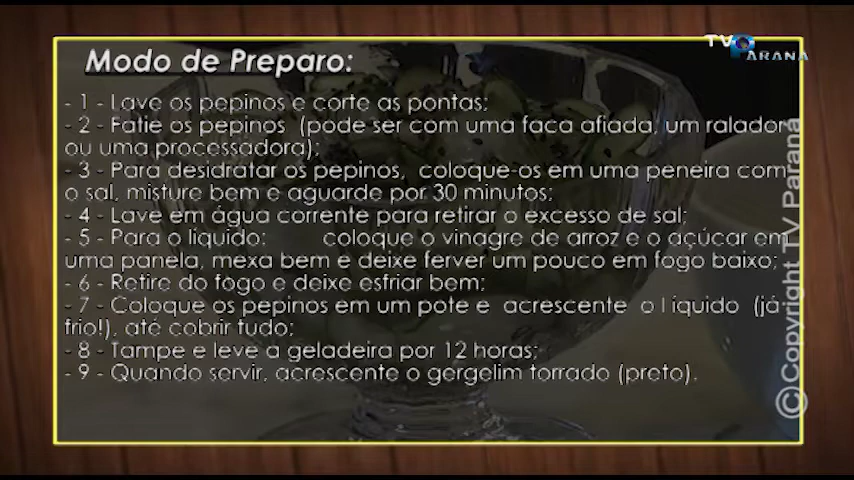 TV PARANÁ
Modo de Preparo:
- 1 - Lave os pepinos e corte as pontas;
- 2 - Fatie os pepinos (pode ser com uma faca afiada, um ralador
ou uma processadora);
- 3 - Para desidratar os pepinos, coloque-os em uma peneira com
o sal, misture bem e aguarde por 30 minutos;
- 4 - Lave em água corrente para retirar o excesso de sal;
- 5 - Para o líquido: coloque o vinagre de arroz e o açúcar em
uma panela, mexa bem e deixe ferver um pouco em fogo baixo;
- 6 - Retire do fogo e deixe esfriar bem;
- 7 - Coloque os pepinos em um pote e acrescente o líquido (já
frio!), até cobrir tudo;
- 8 - Tampe e leve a geladeira por 12 horas;
- 9 - Quando servir, acrescente o gergelim torrado (preto).
© Copyright TV Paraná